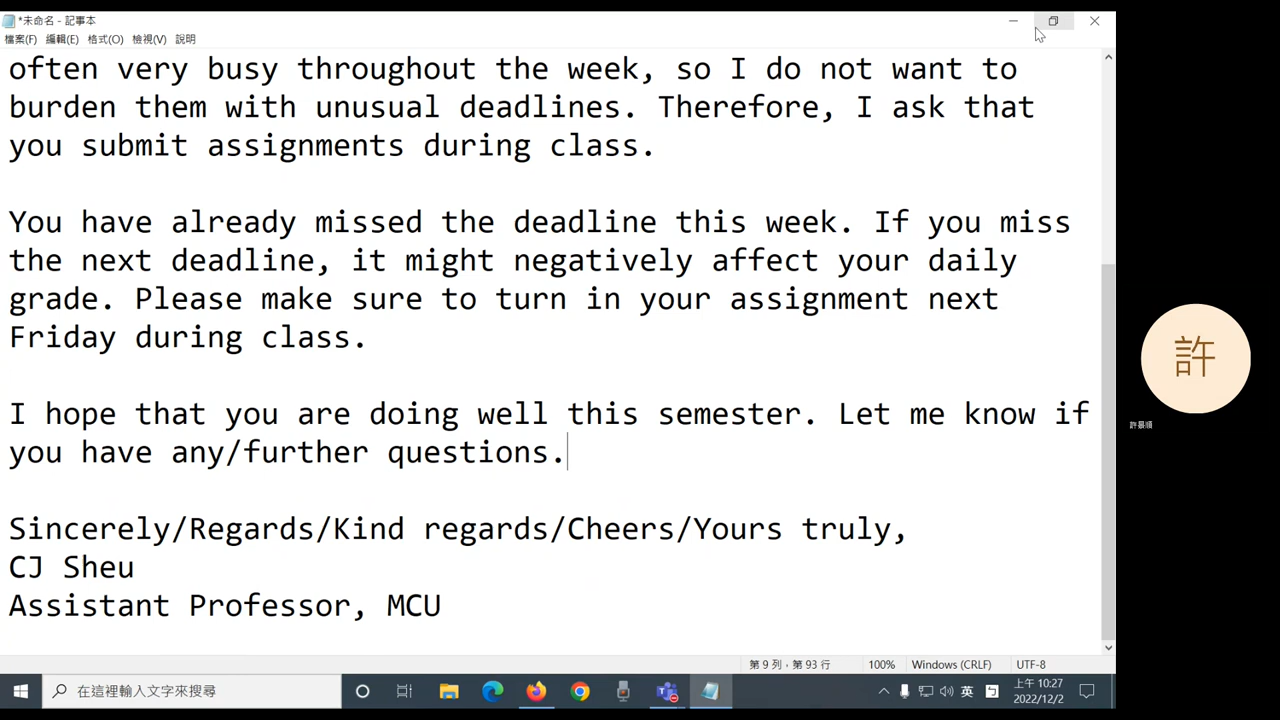 *未命名 - 記事本
檔案(F) 編輯(E) 格式(O) 檢視(V) 說明
often very busy throughout the week, so I do not want to
burden them with unusual deadlines. Therefore, I ask that
you submit assignments during class.
You have already missed the deadline this week. If you miss
the next deadline, it might negatively affect your daily
grade. Please make sure to turn in your assignment next
Friday during class.
I hope that you are doing well this semester. Let me know if
you have any/further questions.
Sincerely/Regards/Kind regards/Cheers/Yours truly,
CJ Sheu
Assistant Professor, MCU
許
許景順
第 9 列，第 93 行 100% Windows (CRLF) UTF-8
在這裡輸入文字來搜尋
英
上午 10:27
2022/12/2